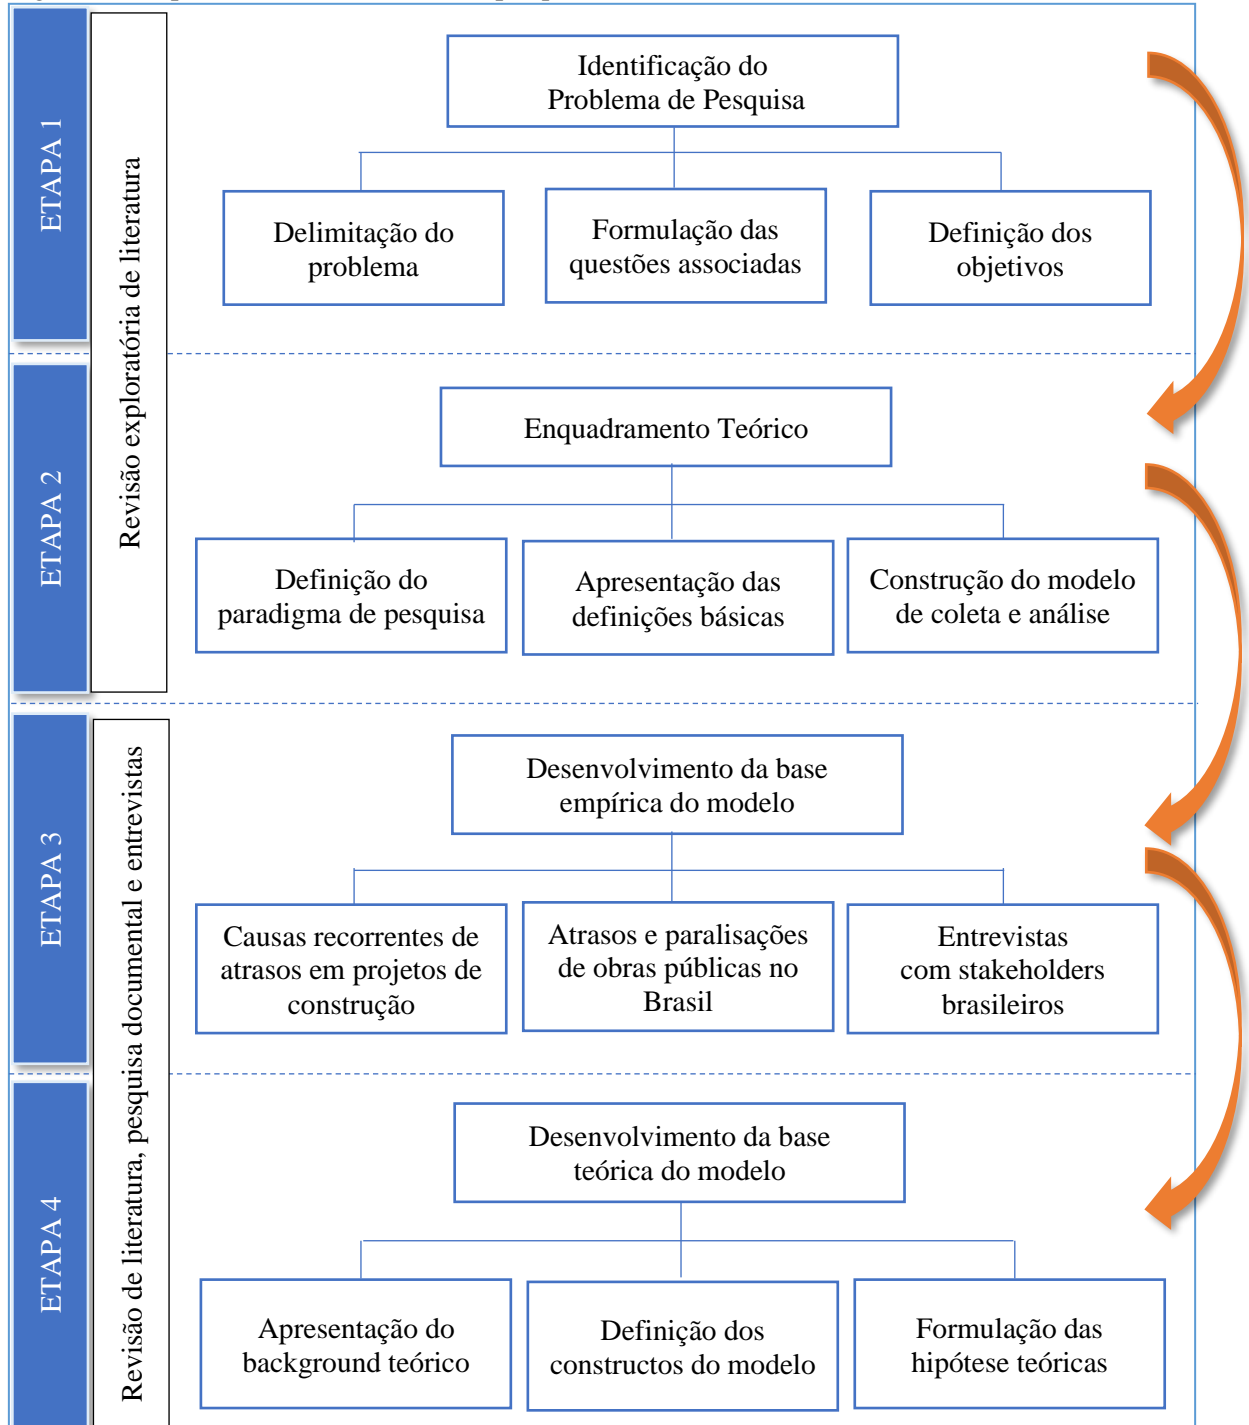 ETAPA 1
Revisão exploratória de literatura
Identificação do
Problema de Pesquisa
Delimitação do
problema
Formulação das
questões associadas
Definição dos
objetivos
ETAPA 2
Enquadramento Teórico
Definição do
paradigma de pesquisa
Apresentação das
definições básicas
Construção do modelo
de coleta e análise
ETAPA 3
Revisão de literatura, pesquisa documental e entrevistas
Desenvolvimento da base
empírica do modelo
Causas recorrentes de
atrasos em projetos de
construção
Atrasos e paralisações
de obras públicas no
Brasil
Entrevistas
com stakeholders
brasileiros
ETAPA 4
Desenvolvimento da base
teórica do modelo
Apresentação do
background teórico
Definição dos
constructos do modelo
Formulação das
hipótese teóricas